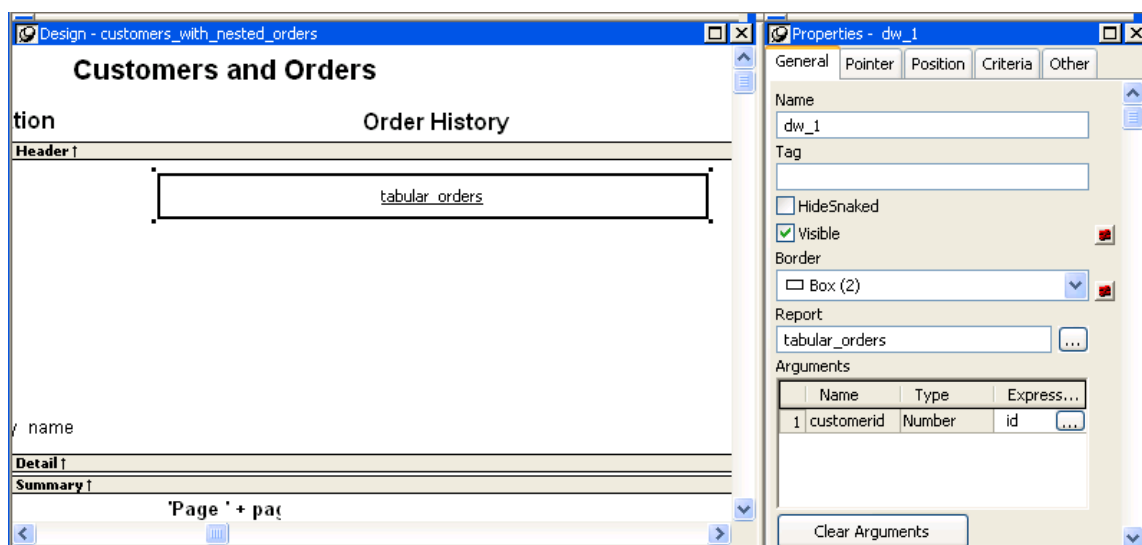 Design - customers_with_nested_orders
Customers and Orders
tion Order History
Header ↑
tabular_orders
y_name
Detail ↑
Summary ↑
'Page ' + pag
Properties - dw_1
General Pointer Position Criteria Other
Name
dw_1
Tag
HideSnaked
Visible
Border
Box (2)
Report
tabular_orders ...
Arguments
Name Type Express...
1 customerid Number id ...
Clear Arguments